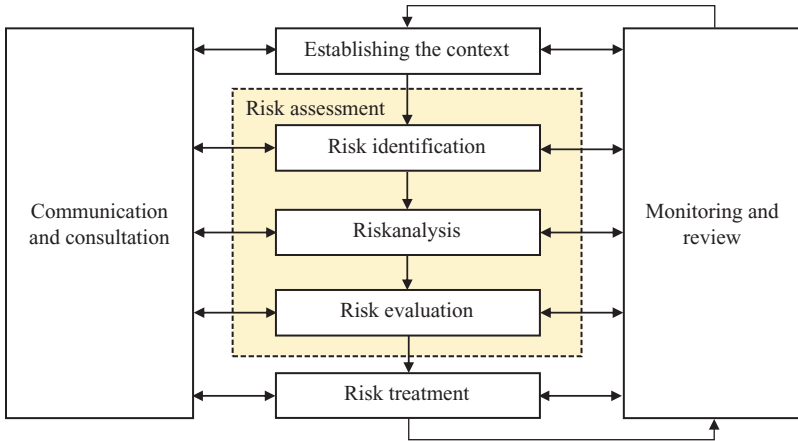 Establishing the context
Risk assessment
Risk identification
Communication
and consultation
Riskanalysis
Monitoring and
review
Risk evaluation
Risk treatment